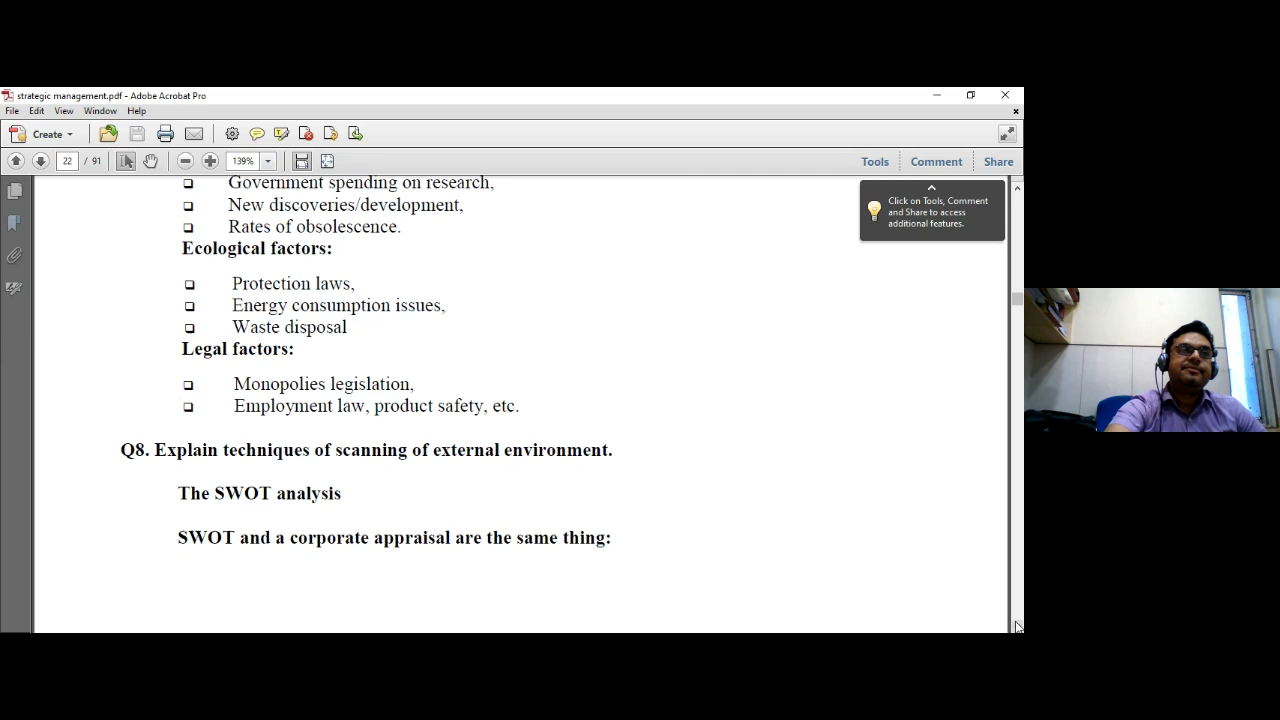 strategic management.pdf - Adobe Acrobat Pro
File Edit View Window Help
Create
22 / 91 139% Tools Comment Share
Click on Tools, Comment
and Share to access
additional features.
Government spending on research,
New discoveries/development,
Rates of obsolescence.
Ecological factors:
Protection laws,
Energy consumption issues,
Waste disposal
Legal factors:
Monopolies legislation,
Employment law, product safety, etc.
Q8. Explain techniques of scanning of external environment.
The SWOT analysis
SWOT and a corporate appraisal are the same thing: